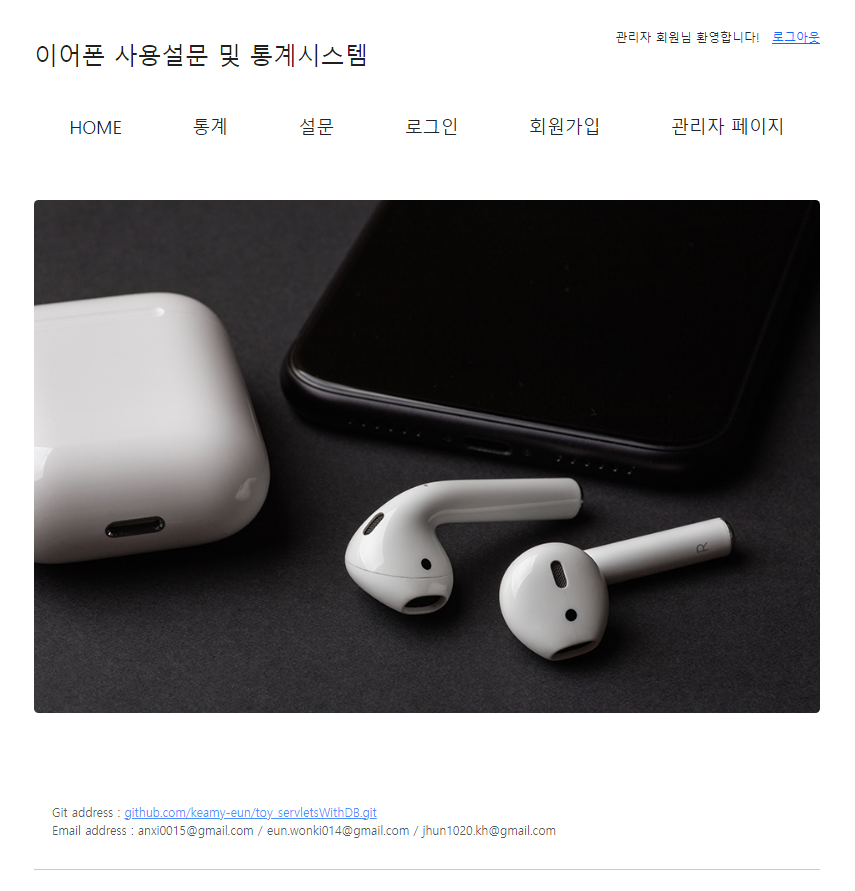 관리자 회원님 환영합니다! 로그아웃
이어폰 사용설문 및 통계시스템
HOME 통계 설문 로그인 회원가입 관리자 페이지
R
Git address : github.com/keamy-eun/toy_servletsWithDB.git
Email address : anxi0015@gmail.com / eun.wonki014@gmail.com / jhun1020.kh@gmail.com